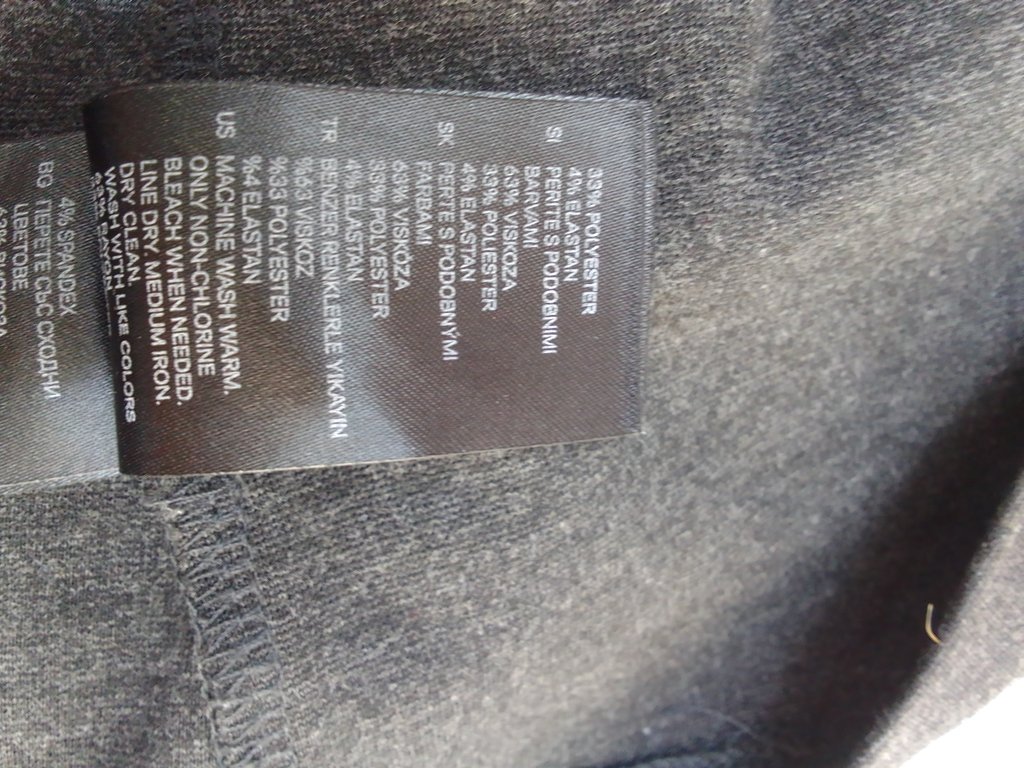 33% POLYESTER
4% ELASTAN
SI PERITE S PODOBNIMI
BARVAMI
63% VISKOZA
33% POLIESTER
4% ELASTAN
SK PERTE S PODOBNÝMI
FARBAMI
63% VISKÓZA
33% POLYESTER
4% ELASTAN
TR BENZER RENKLERLE YIKAYIN
%63 VISKOZ
%33 POLYESTER
%4 ELASTAN
US MACHINE WASH WARM.
ONLY NON-CHLORINE
BLEACH WHEN NEEDED.
LINE DRY. MEDIUM IRON.
DRY CLEAN.
WASH WITH LIKE COLORS
4% SPANDEX
BG ПЕРЕТЕ СЪС СХОДНИ
ЦВЕТОВЕ